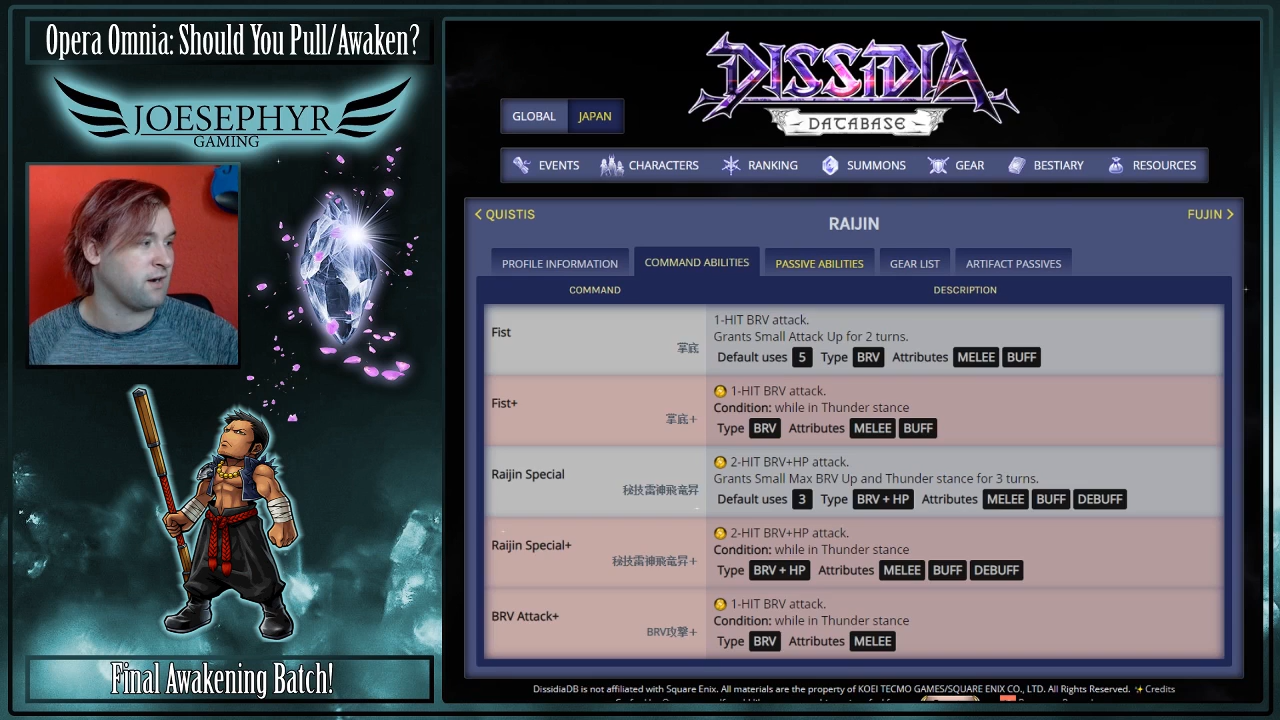 Opera Omnia: Should You Pull/Awaken?
JOESEPHYR
GAMING
Final Awakening Batch!
DISSIDIA
DATABASE
GLOBAL JAPAN
EVENTS CHARACTERS RANKING SUMMONS GEAR BESTIARY RESOURCES
QUISTIS
RAIJIN
FUJIN
PROFILE INFORMATION COMMAND ABILITIES PASSIVE ABILITIES GEAR LIST ARTIFACT PASSIVES
COMMAND DESCRIPTION
Fist
掌底
1-HIT BRV attack.
Grants Small Attack Up for 2 turns.
Default uses 5 Type BRV Attributes MELEE BUFF
Fist+
掌底+
1-HIT BRV attack.
Condition: while in Thunder stance
Type BRV Attributes MELEE BUFF
Raijin Special
秘技雷神飛竜昇
2-HIT BRV+HP attack.
Grants Small Max BRV Up and Thunder stance for 3 turns.
Default uses 3 Type BRV + HP Attributes MELEE BUFF DEBUFF
Raijin Special+
秘技雷神飛竜昇+
2-HIT BRV+HP attack.
Condition: while in Thunder stance
Type BRV + HP Attributes MELEE BUFF DEBUFF
BRV Attack+
BRV攻撃+
1-HIT BRV attack.
Condition: while in Thunder stance
Type BRV Attributes MELEE
DissidiaDB is not affiliated with Square Enix. All materials are the property of KOEI TECMO GAMES/SQUARE ENIX CO., LTD. All Rights Reserved. Credits